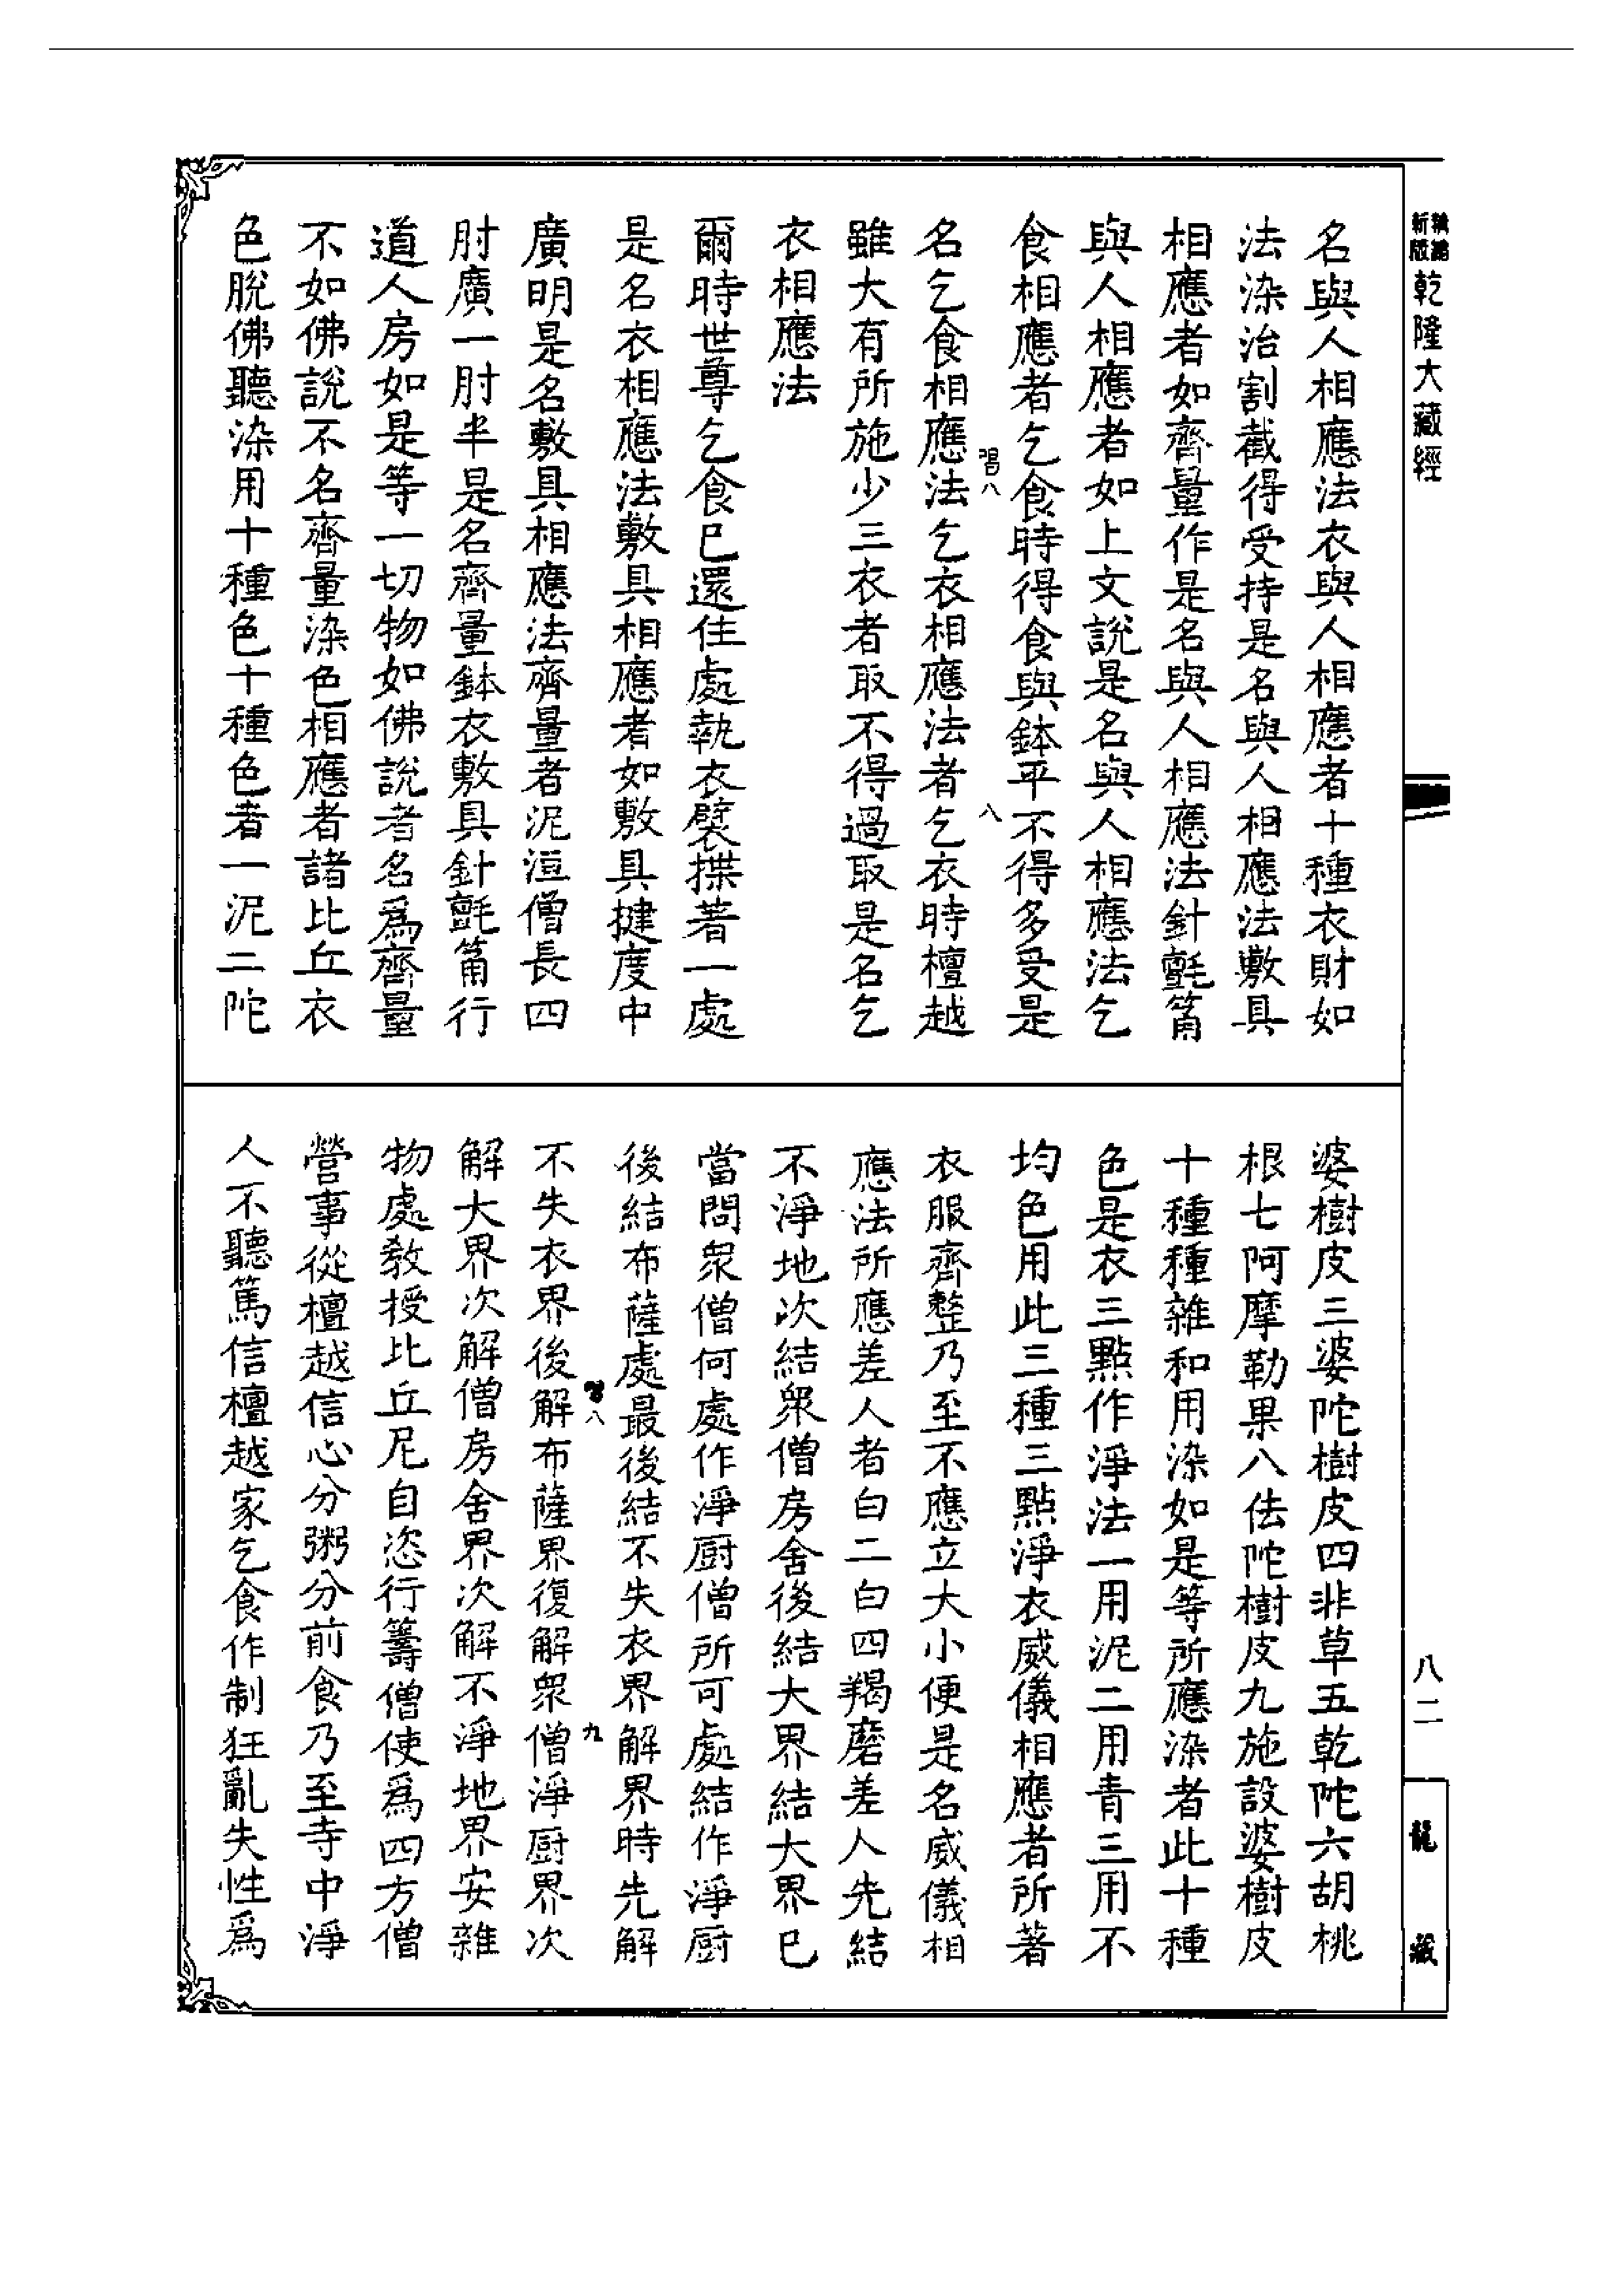 新版
精編
乾隆大藏經
名與人相應法衣與人相應者十種衣財如
法染治割截得受持是名與人相應法敷具
相應者如齊量作是名與人相應法針氈筩
與人相應者如上文說是名與人相應法乞
食相應者乞食時得食與鉢平不得多受是
習八
八
名乞食相應法乞衣相應法者乞衣時檀越
雖大有所施少三衣者取不得過取是名乞
衣相應法
爾時世尊乞食已還住處執衣襞揲著一處
是名衣相應法敷具相應者如敷具揵度中
廣明是名敷具相應法齊量者泥洹僧長四
肘廣一肘半是名齊量鉢衣敷具針氈筩行
道人房如是等一切物如佛說者名爲齊量
不如佛說不名齊量染色相應者諸比丘衣
色脫佛聽染用十種色十種色者一泥二陀
婆樹皮三婆陀樹皮四非草五乾陀六胡桃
根七阿摩勒果八佉陀樹皮九施設婆樹皮
十種種雜和用染如是等所應染者此十種
色是衣三點作淨法一用泥二用青三用不
均色用此三種三點淨衣威儀相應者所著
衣服齊整乃至不應立大小便是名威儀相
應法所應差人者白二白四羯磨差人先結
不淨地次結衆僧房舍後結大界結大界已
當問衆僧何處作淨厨僧所可處結作淨厨
後結布薩處最後結不失衣界解界時先解
習八
九
不失衣界後解布薩界復解衆僧淨厨界次
解大界次解僧房舍界次解不淨地界安雜
物處教授比丘尼自恣行籌僧使爲四方僧
營事從檀越信心分粥分前食乃至寺中淨
人不聽篤信檀越家乞食作制狂亂失性爲
八二
龍藏